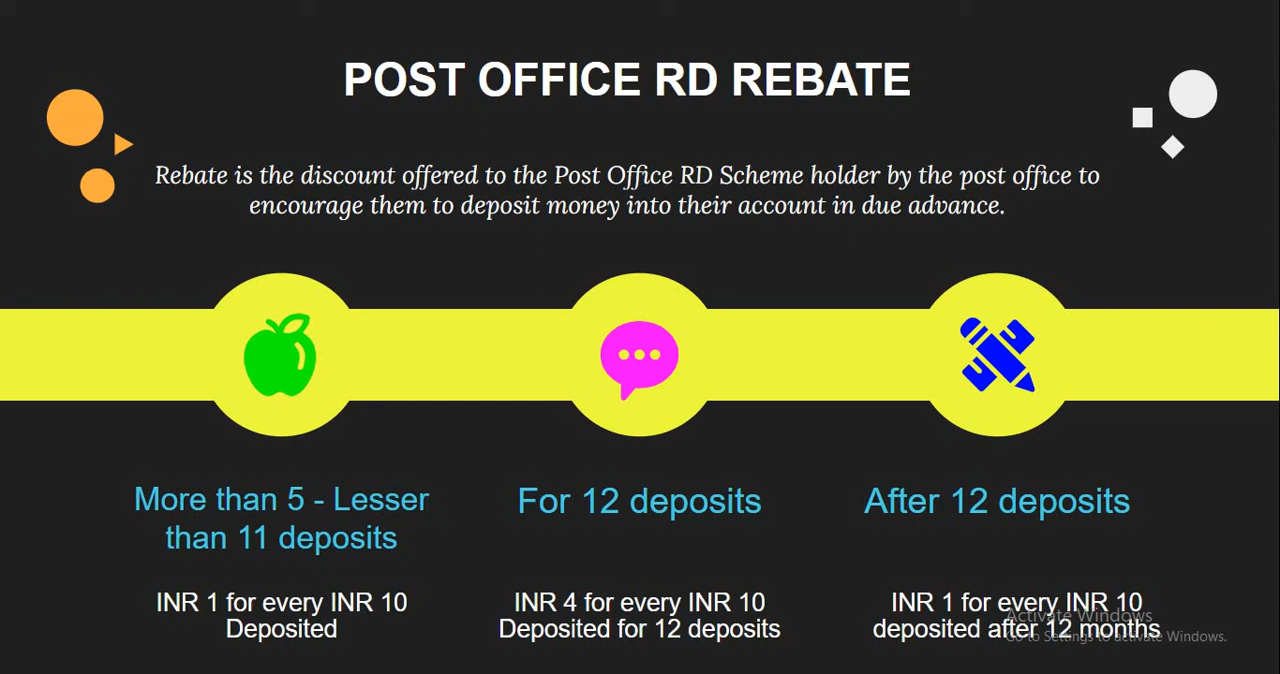 POST OFFICE RD REBATE
Rebate is the discount offered to the Post Office RD Scheme holder by the post office to
encourage them to deposit money into their account in due advance.
More than 5 - Lesser
than 11 deposits
For 12 deposits
After 12 deposits
INR 1 for every INR 10
Deposited
INR 4 for every INR 10
Deposited for 12 deposits
INR 1 for every INR 10
deposited after 12 months
Activate Windows
Go to Settings to activate Windows.